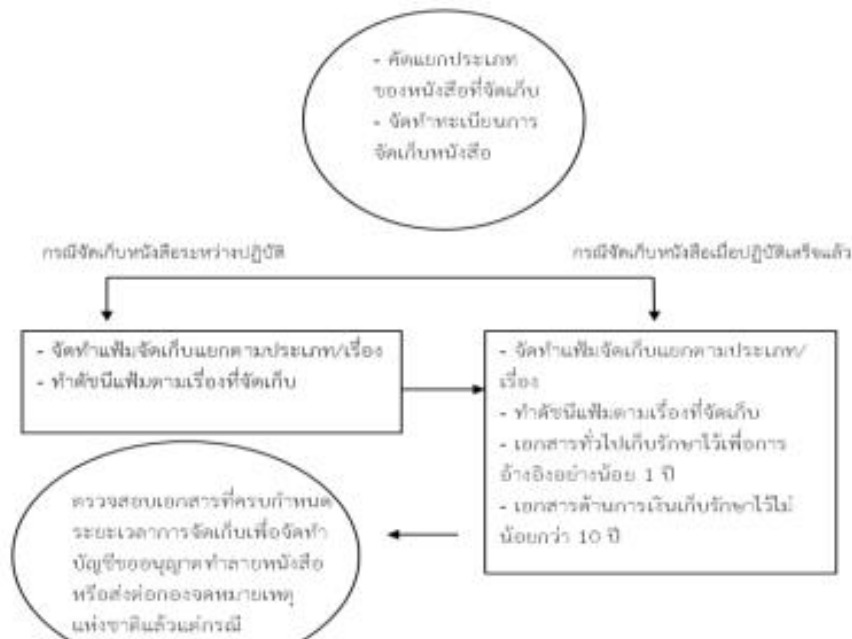 - คัดแยกประเภท
ของหนังสือที่จัดเก็บ
- จัดทำทะเบียนการ
จัดเก็บหนังสือ
กรณีจัดเก็บหนังสือระหว่างปฏิบัติ
กรณีจัดเก็บหนังสือเมื่อปฏิบัติเสร็จแล้ว
- จัดทำแฟ้มจัดเก็บแยกตามประเภท/เรื่อง
- ทำดัชนีแฟ้มตามเรื่องที่จัดเก็บ
- จัดทำแฟ้มจัดเก็บแยกตามประเภท/
เรื่อง
- ทำดัชนีแฟ้มตามเรื่องที่จัดเก็บ
- เอกสารทั่วไปเก็บรักษาไว้เพื่อการ
อ้างอิงอย่างน้อย 1 ปี
- เอกสารด้านการเงินเก็บรักษาไว้ไม่
น้อยกว่า 10 ปี
ตรวจสอบเอกสารที่ครบกำหนด
ระยะเวลาการจัดเก็บเพื่อจัดทำ
บัญชีขออนุญาตทำลายหนังสือ
หรือส่งต่อกองจดหมายเหตุ
แห่งชาติแล้วแต่กรณี